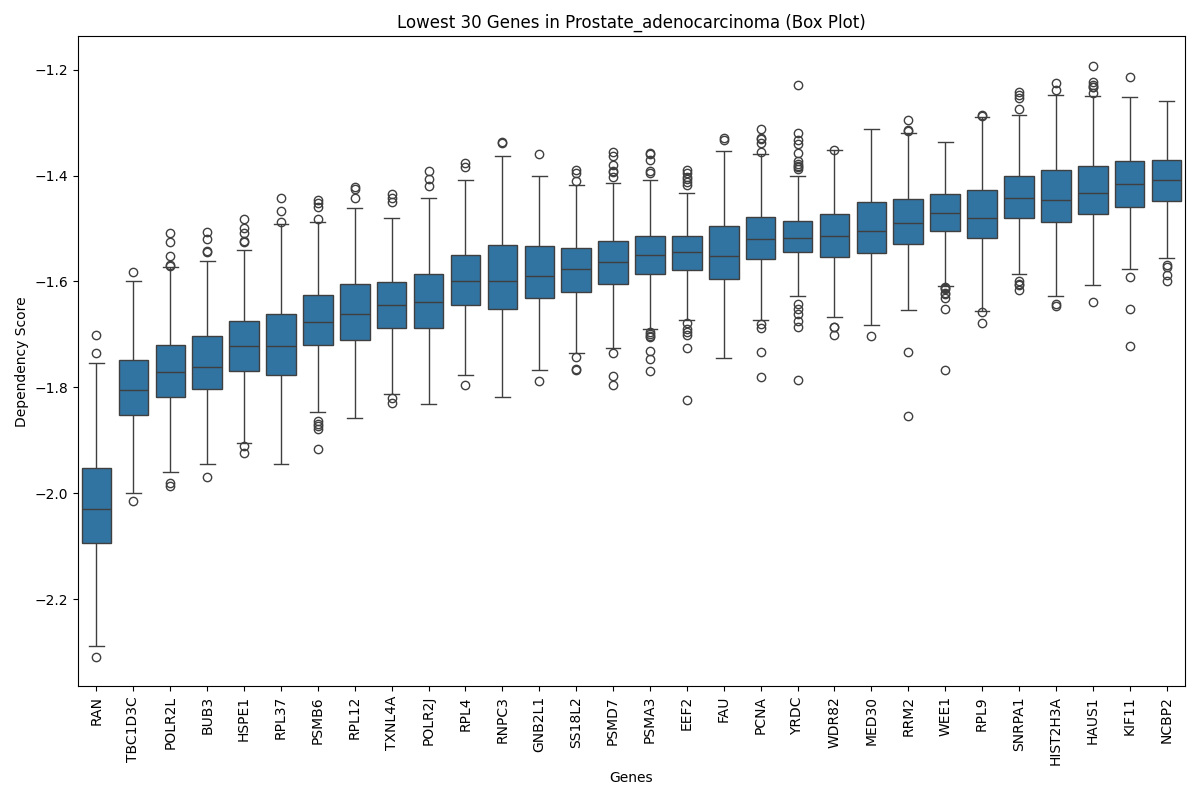 Lowest 30 Genes in Prostate_adenocarcinoma (Box Plot)
Dependency Score
−1.2
−1.4
−1.6
−1.8
−2.0
−2.2
RAN
TBC1D3C
POLR2L
BUB3
HSPE1
RPL37
PSMB6
RPL12
TXNL4A
POLR2J
RPL4
RNPC3
GNB2L1
SS18L2
PSMD7
PSMA3
EEF2
FAU
PCNA
YRDC
WDR82
MED30
RRM2
WEE1
RPL9
SNRPA1
HIST2H3A
HAUS1
KIF11
NCBP2
Genes